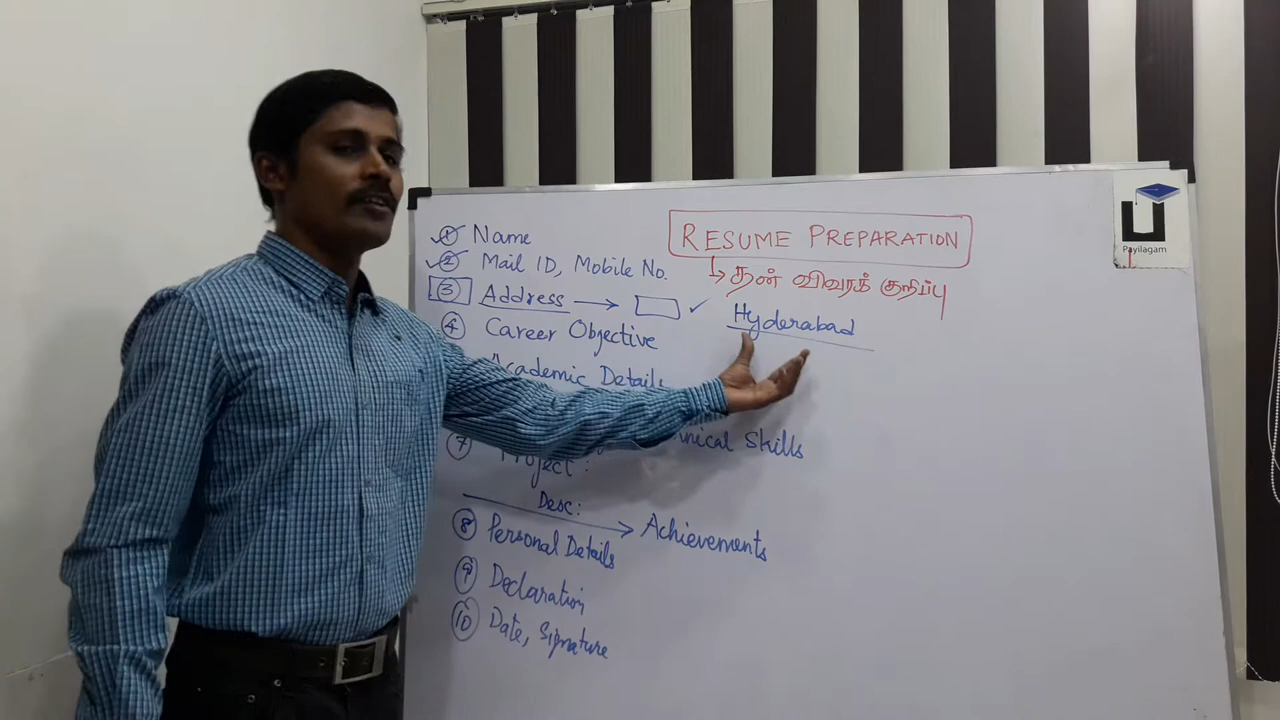 RESUME PREPARATION
தன் விவரக் குறிப்பு
① Name
② Mail ID, Mobile No.
③ Address → ✓
Hyderabad
④ Career Objective
Academic Details
Skills
⑦ Project :
Desc:
→ Achievements
⑧ Personal Details
⑨ Declaration
⑩ Date, Signature
Payilagam